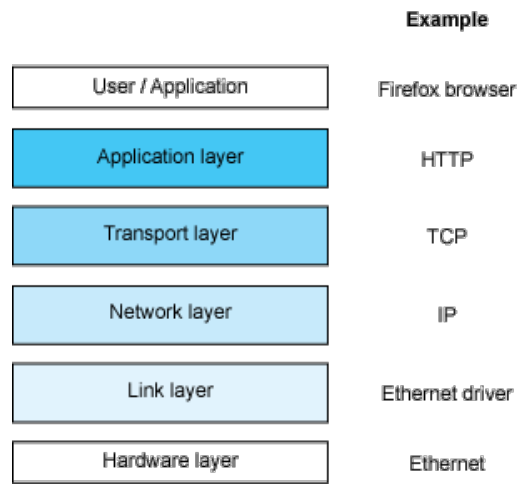 Example
User / Application Firefox browser
Application layer HTTP
Transport layer TCP
Network layer IP
Link layer Ethernet driver
Hardware layer Ethernet